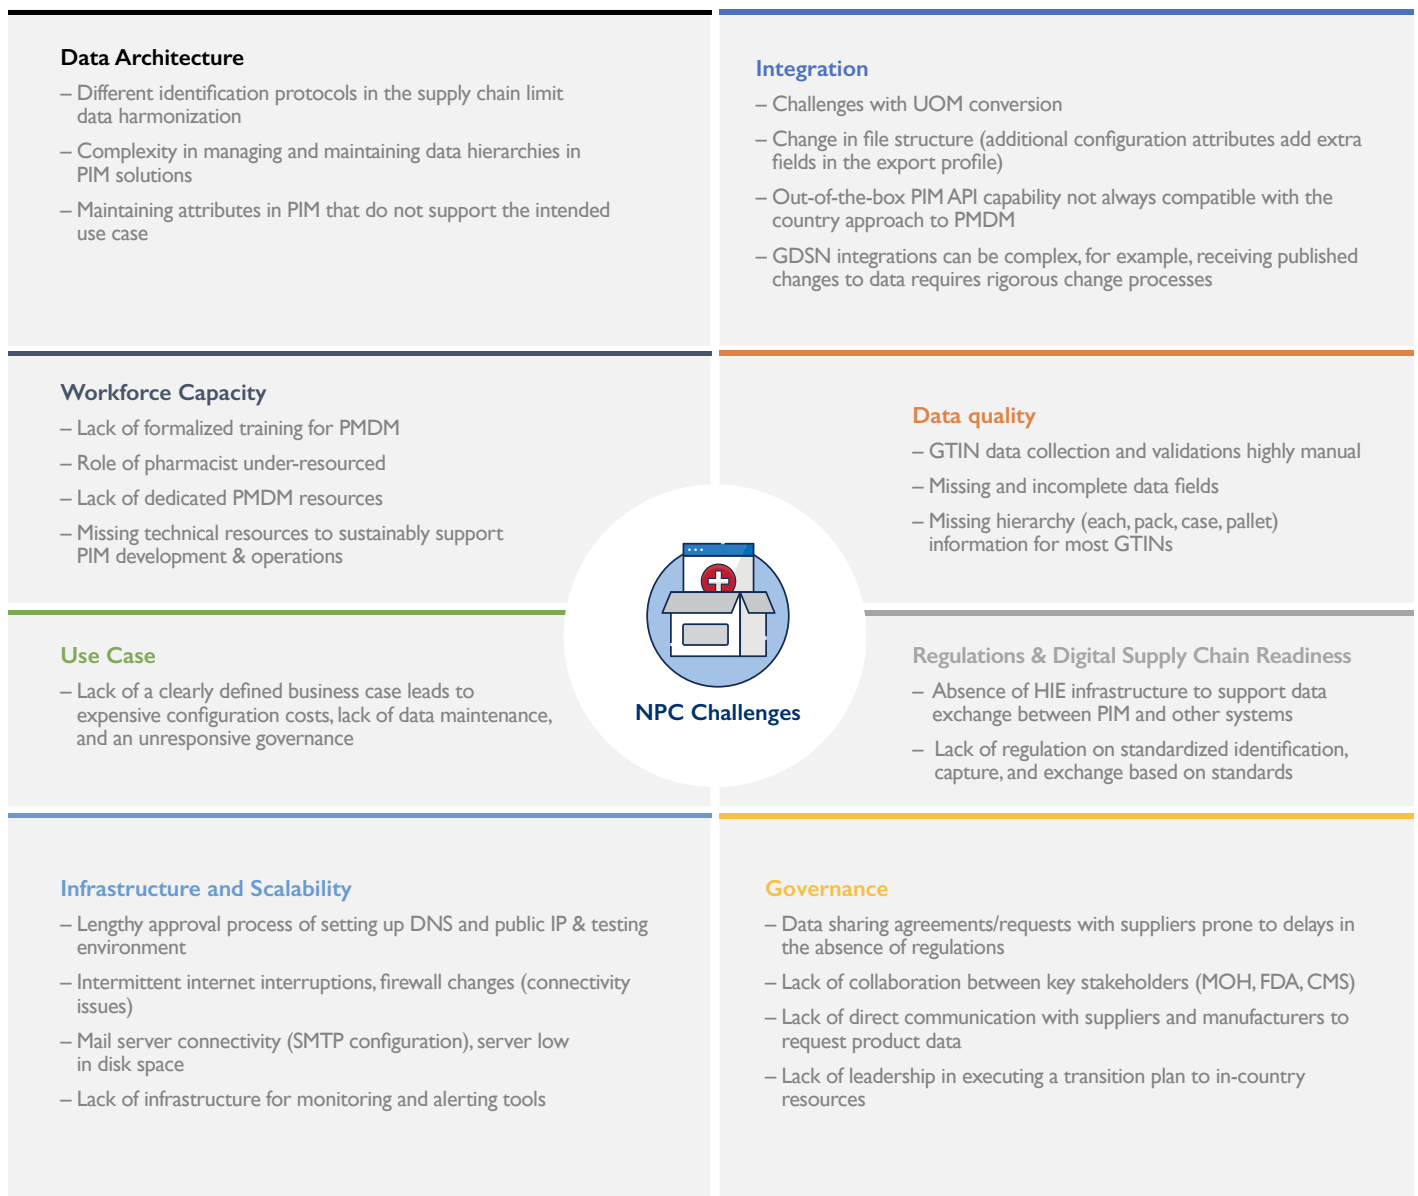 Data Architecture
– Different identification protocols in the supply chain limit
data harmonization
– Complexity in managing and maintaining data hierarchies in
PIM solutions
– Maintaining attributes in PIM that do not support the intended
use case
Integration
– Challenges with UOM conversion
– Change in file structure (additional configuration attributes add extra
fields in the export profile)
– Out-of-the-box PIM API capability not always compatible with the
country approach to PMDM
– GDSN integrations can be complex, for example, receiving published
changes to data requires rigorous change processes
Workforce Capacity
– Lack of formalized training for PMDM
– Role of pharmacist under-resourced
– Lack of dedicated PMDM resources
– Missing technical resources to sustainably support
PIM development & operations
Data quality
– GTIN data collection and validations highly manual
– Missing and incomplete data fields
– Missing hierarchy (each, pack, case, pallet)
information for most GTINs
NPC Challenges
Use Case
– Lack of a clearly defined business case leads to
expensive configuration costs, lack of data maintenance,
and an unresponsive governance
Regulations & Digital Supply Chain Readiness
– Absence of HIE infrastructure to support data
exchange between PIM and other systems
– Lack of regulation on standardized identification,
capture, and exchange based on standards
Infrastructure and Scalability
– Lengthy approval process of setting up DNS and public IP & testing
environment
– Intermittent internet interruptions, firewall changes (connectivity
issues)
– Mail server connectivity (SMTP configuration), server low
in disk space
– Lack of infrastructure for monitoring and alerting tools
Governance
– Data sharing agreements/requests with suppliers prone to delays in
the absence of regulations
– Lack of collaboration between key stakeholders (MOH, FDA, CMS)
– Lack of direct communication with suppliers and manufacturers to
request product data
– Lack of leadership in executing a transition plan to in-country
resources